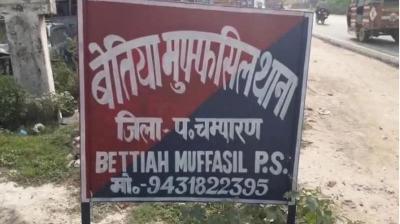 बेतिया मुफ्फसिल थाना
जिला - प. चम्पारण
BETTIAH MUFFASIL P.S.
मो.-9431822395